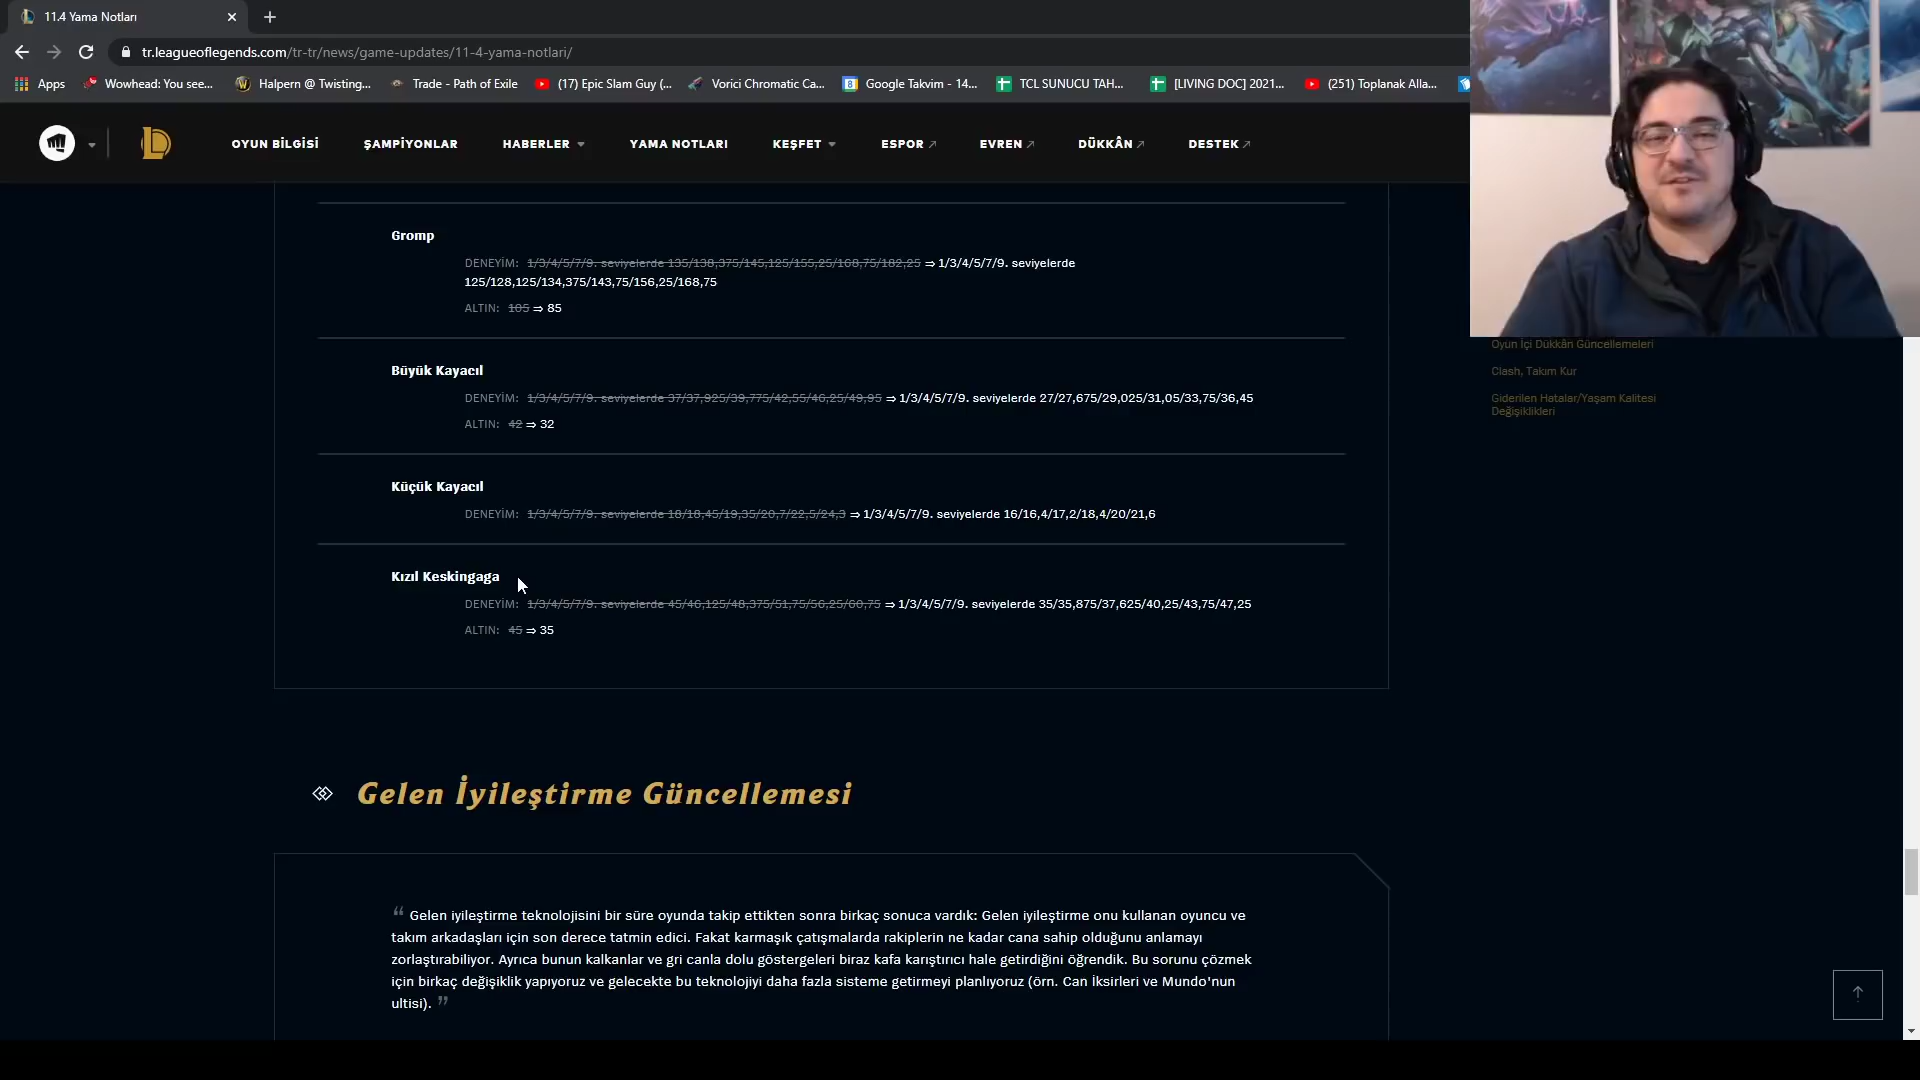 11.4 Yama Notları
tr.leagueoflegends.com/tr-tr/news/game-updates/11-4-yama-notlari/
Apps
Wowhead: You see...
Halpern @ Twisting...
Trade - Path of Exile
(17) Epic Slam Guy (...
Vorici Chromatic Ca...
Google Takvim - 14...
TCL SUNUCU TAH...
[LIVING DOC] 2021...
(251) Toplanak Alla...
OYUN BİLGİSİ
ŞAMPİYONLAR
HABERLER
YAMA NOTLARI
KEŞFET
ESPOR
EVREN
DÜKKÂN
DESTEK
Gromp
DENEYİM: 1/3/4/5/7/9. seviyelerde 135/138,375/145,125/155,25/168,75/182,25 ⇒ 1/3/4/5/7/9. seviyelerde
125/128,125/134,375/143,75/156,25/168,75
ALTIN: 105 ⇒ 85
Büyük Kayacıl
DENEYİM: 1/3/4/5/7/9. seviyelerde 37/37,925/39,775/42,55/46,25/49,95 ⇒ 1/3/4/5/7/9. seviyelerde 27/27,675/29,025/31,05/33,75/36,45
ALTIN: 42 ⇒ 32
Küçük Kayacıl
DENEYİM: 1/3/4/5/7/9. seviyelerde 18/18,45/19,35/20,7/22,5/24,3 ⇒ 1/3/4/5/7/9. seviyelerde 16/16,4/17,2/18,4/20/21,6
Kızıl Keskingaga
DENEYİM: 1/3/4/5/7/9. seviyelerde 45/46,125/48,375/51,75/56,25/60,75 ⇒ 1/3/4/5/7/9. seviyelerde 35/35,875/37,625/40,25/43,75/47,25
ALTIN: 45 ⇒ 35
Oyun İçi Dükkân Güncellemeleri
Clash, Takım Kur
Giderilen Hatalar/Yaşam Kalitesi
Değişiklikleri
Gelen İyileştirme Güncellemesi
“ Gelen iyileştirme teknolojisini bir süre oyunda takip ettikten sonra birkaç sonuca vardık: Gelen iyileştirme onu kullanan oyuncu ve
takım arkadaşları için son derece tatmin edici. Fakat karmaşık çatışmalarda rakiplerin ne kadar cana sahip olduğunu anlamayı
zorlaştırabiliyor. Ayrıca bunun kalkanlar ve gri canla dolu göstergeleri biraz kafa karıştırıcı hale getirdiğini öğrendik. Bu sorunu çözmek
için birkaç değişiklik yapıyoruz ve gelecekte bu teknolojiyi daha fazla sisteme getirmeyi planlıyoruz (örn. Can İksirleri ve Mundo'nun
ultisi). ”